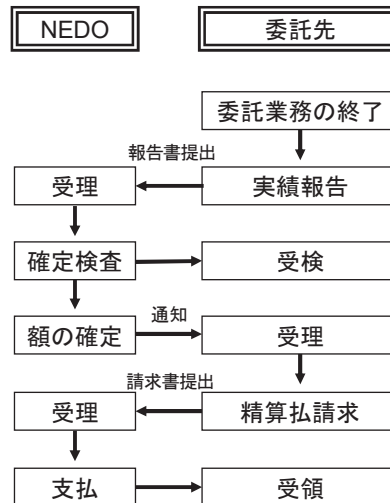 NEDO 委託先
委託業務の終了
報告書提出
受理 実績報告
確定検査 受検
通知
額の確定 受理
請求書提出
受理 精算払請求
支払 受領